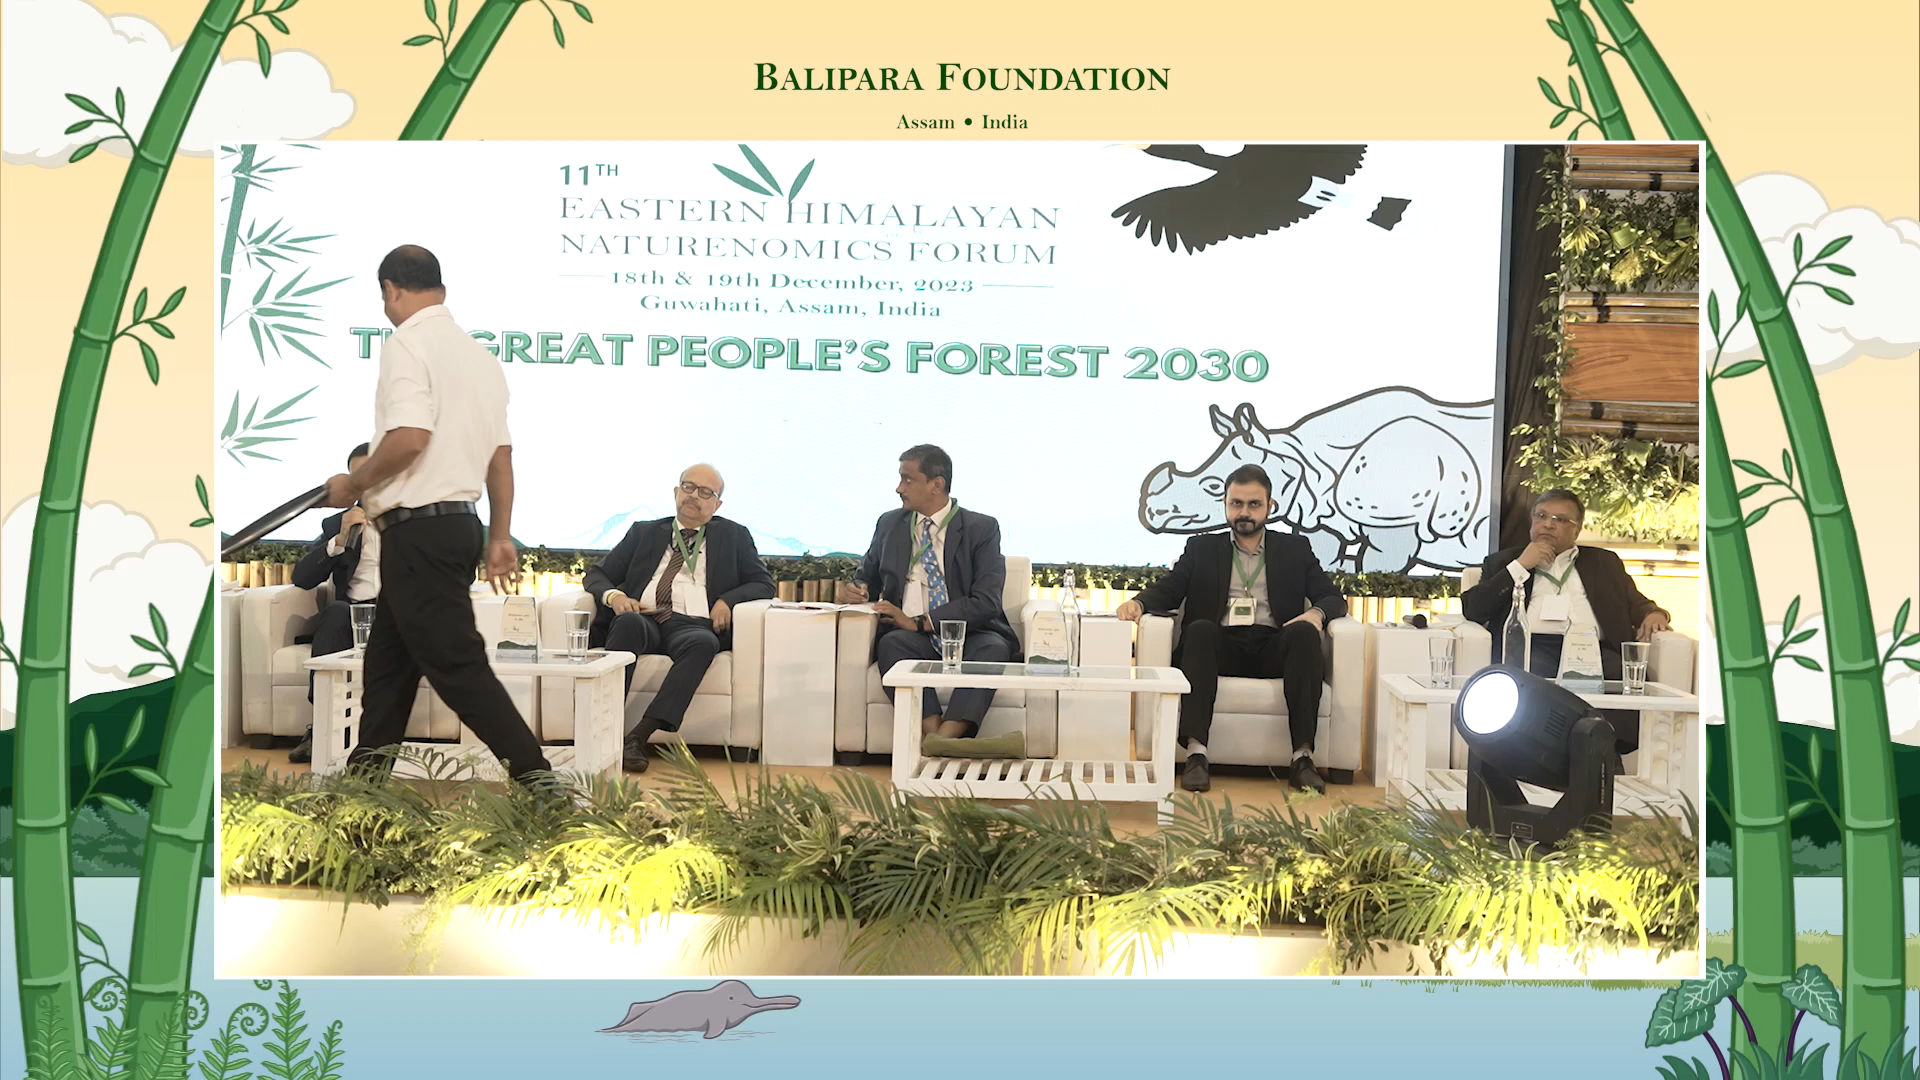 BALIPARA FOUNDATION
Assam • India
11TH
EASTERN HIMALAYAN
NATURENOMICS FORUM
18th & 19th December, 2023
Guwahati, Assam, India
GREAT PEOPLE'S FOREST 2030